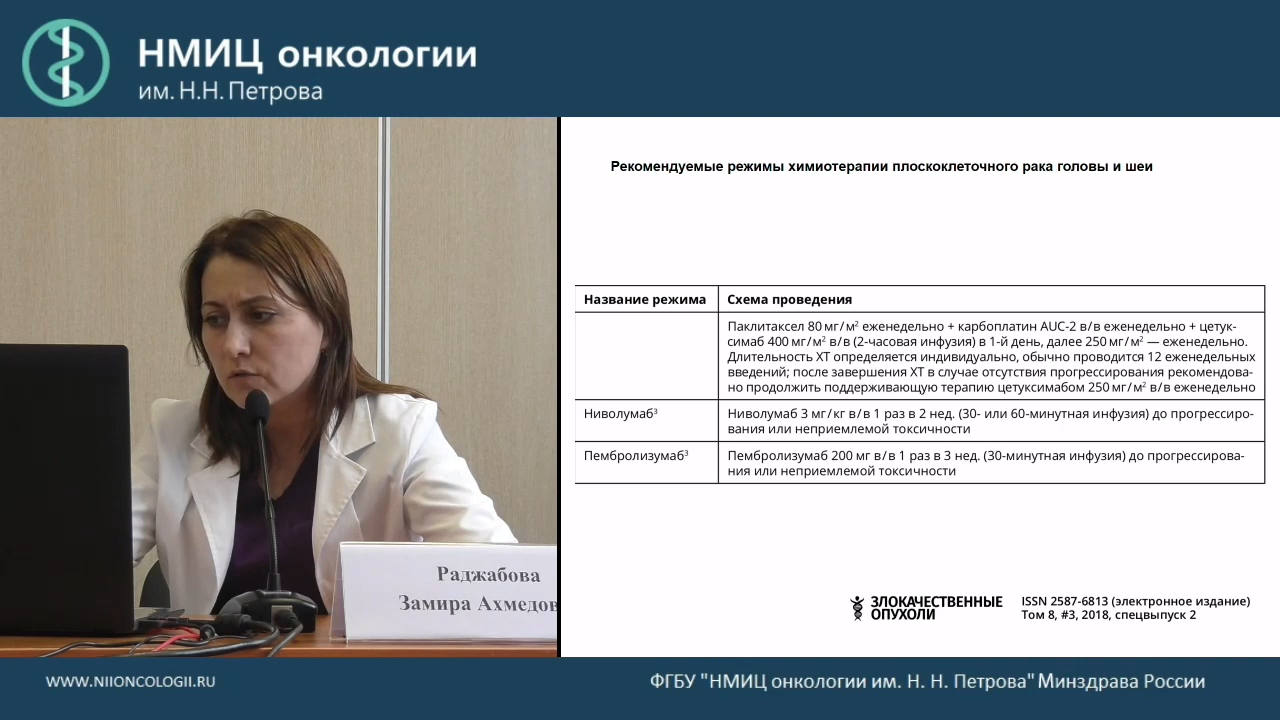 НМИЦ онкологии
им. Н.Н. Петрова
Раджабова
Замира Ахмедов
Рекомендуемые режимы химиотерапии плоскоклеточного рака головы и шеи
Название режима
Схема проведения
Паклитаксел 80 мг/м² еженедельно + карбоплатин AUC-2 в/в еженедельно + цетук-
симаб 400 мг/м² в/в (2-часовая инфузия) в 1-й день, далее 250 мг/м² — еженедельно.
Длительность ХТ определяется индивидуально, обычно проводится 12 еженедельных
введений; после завершения ХТ в случае отсутствия прогрессирования рекомендова-
но продолжить поддерживающую терапию цетуксимабом 250 мг/м² в/в еженедельно
Ниволумаб³
Ниволумаб 3 мг/кг в/в 1 раз в 2 нед. (30- или 60-минутная инфузия) до прогрессиро-
вания или неприемлемой токсичности
Пембролизумаб³
Пембролизумаб 200 мг в/в 1 раз в 3 нед. (30-минутная инфузия) до прогрессирова-
ния или неприемлемой токсичности
ЗЛОКАЧЕСТВЕННЫЕ
ОПУХОЛИ
ISSN 2587-6813 (электронное издание)
Том 8, #3, 2018, спецвыпуск 2
WWW.NIIONCOLOGII.RU
ФГБУ "НМИЦ онкологии им. Н. Н. Петрова" Минздрава России